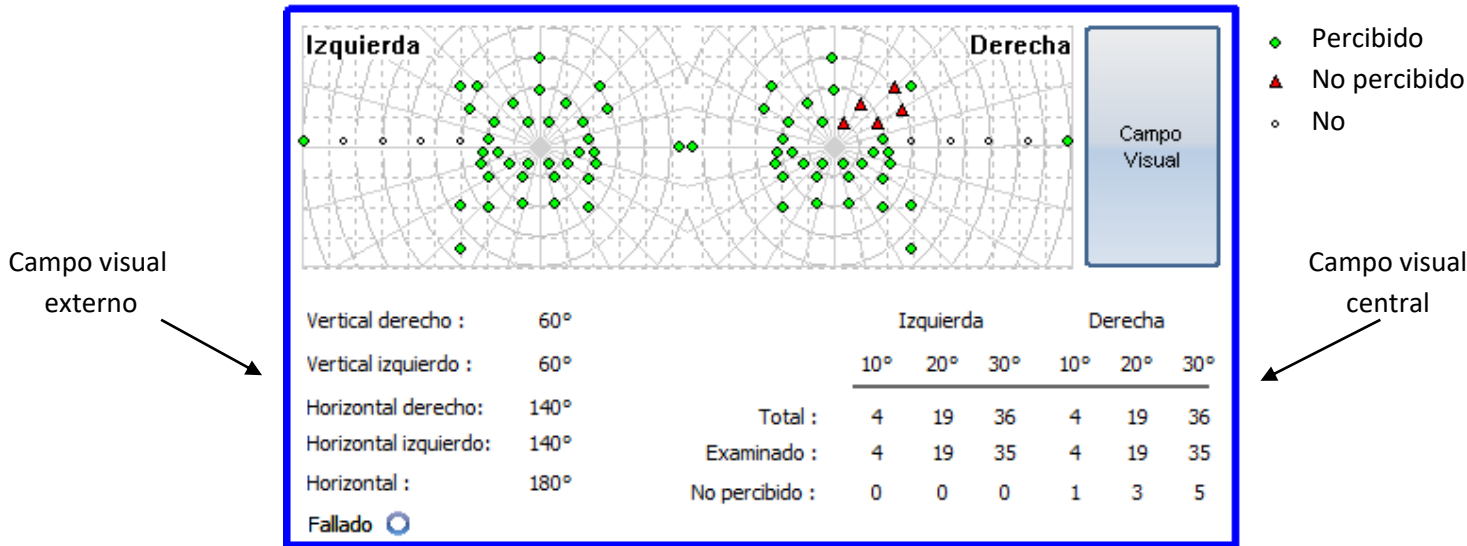 Izquierda
Derecha
Campo
Visual
Percibido
No percibido
No
Campo visual
externo
Campo visual
central
Vertical derecho : 60°
Vertical izquierdo : 60°
Horizontal derecho: 140°
Horizontal izquierdo: 140°
Horizontal : 180°
Fallado
Izquierda Derecha
10° 20° 30° 10° 20° 30°
Total : 4 19 36 4 19 36
Examinado : 4 19 35 4 19 35
No percibido : 0 0 0 1 3 5